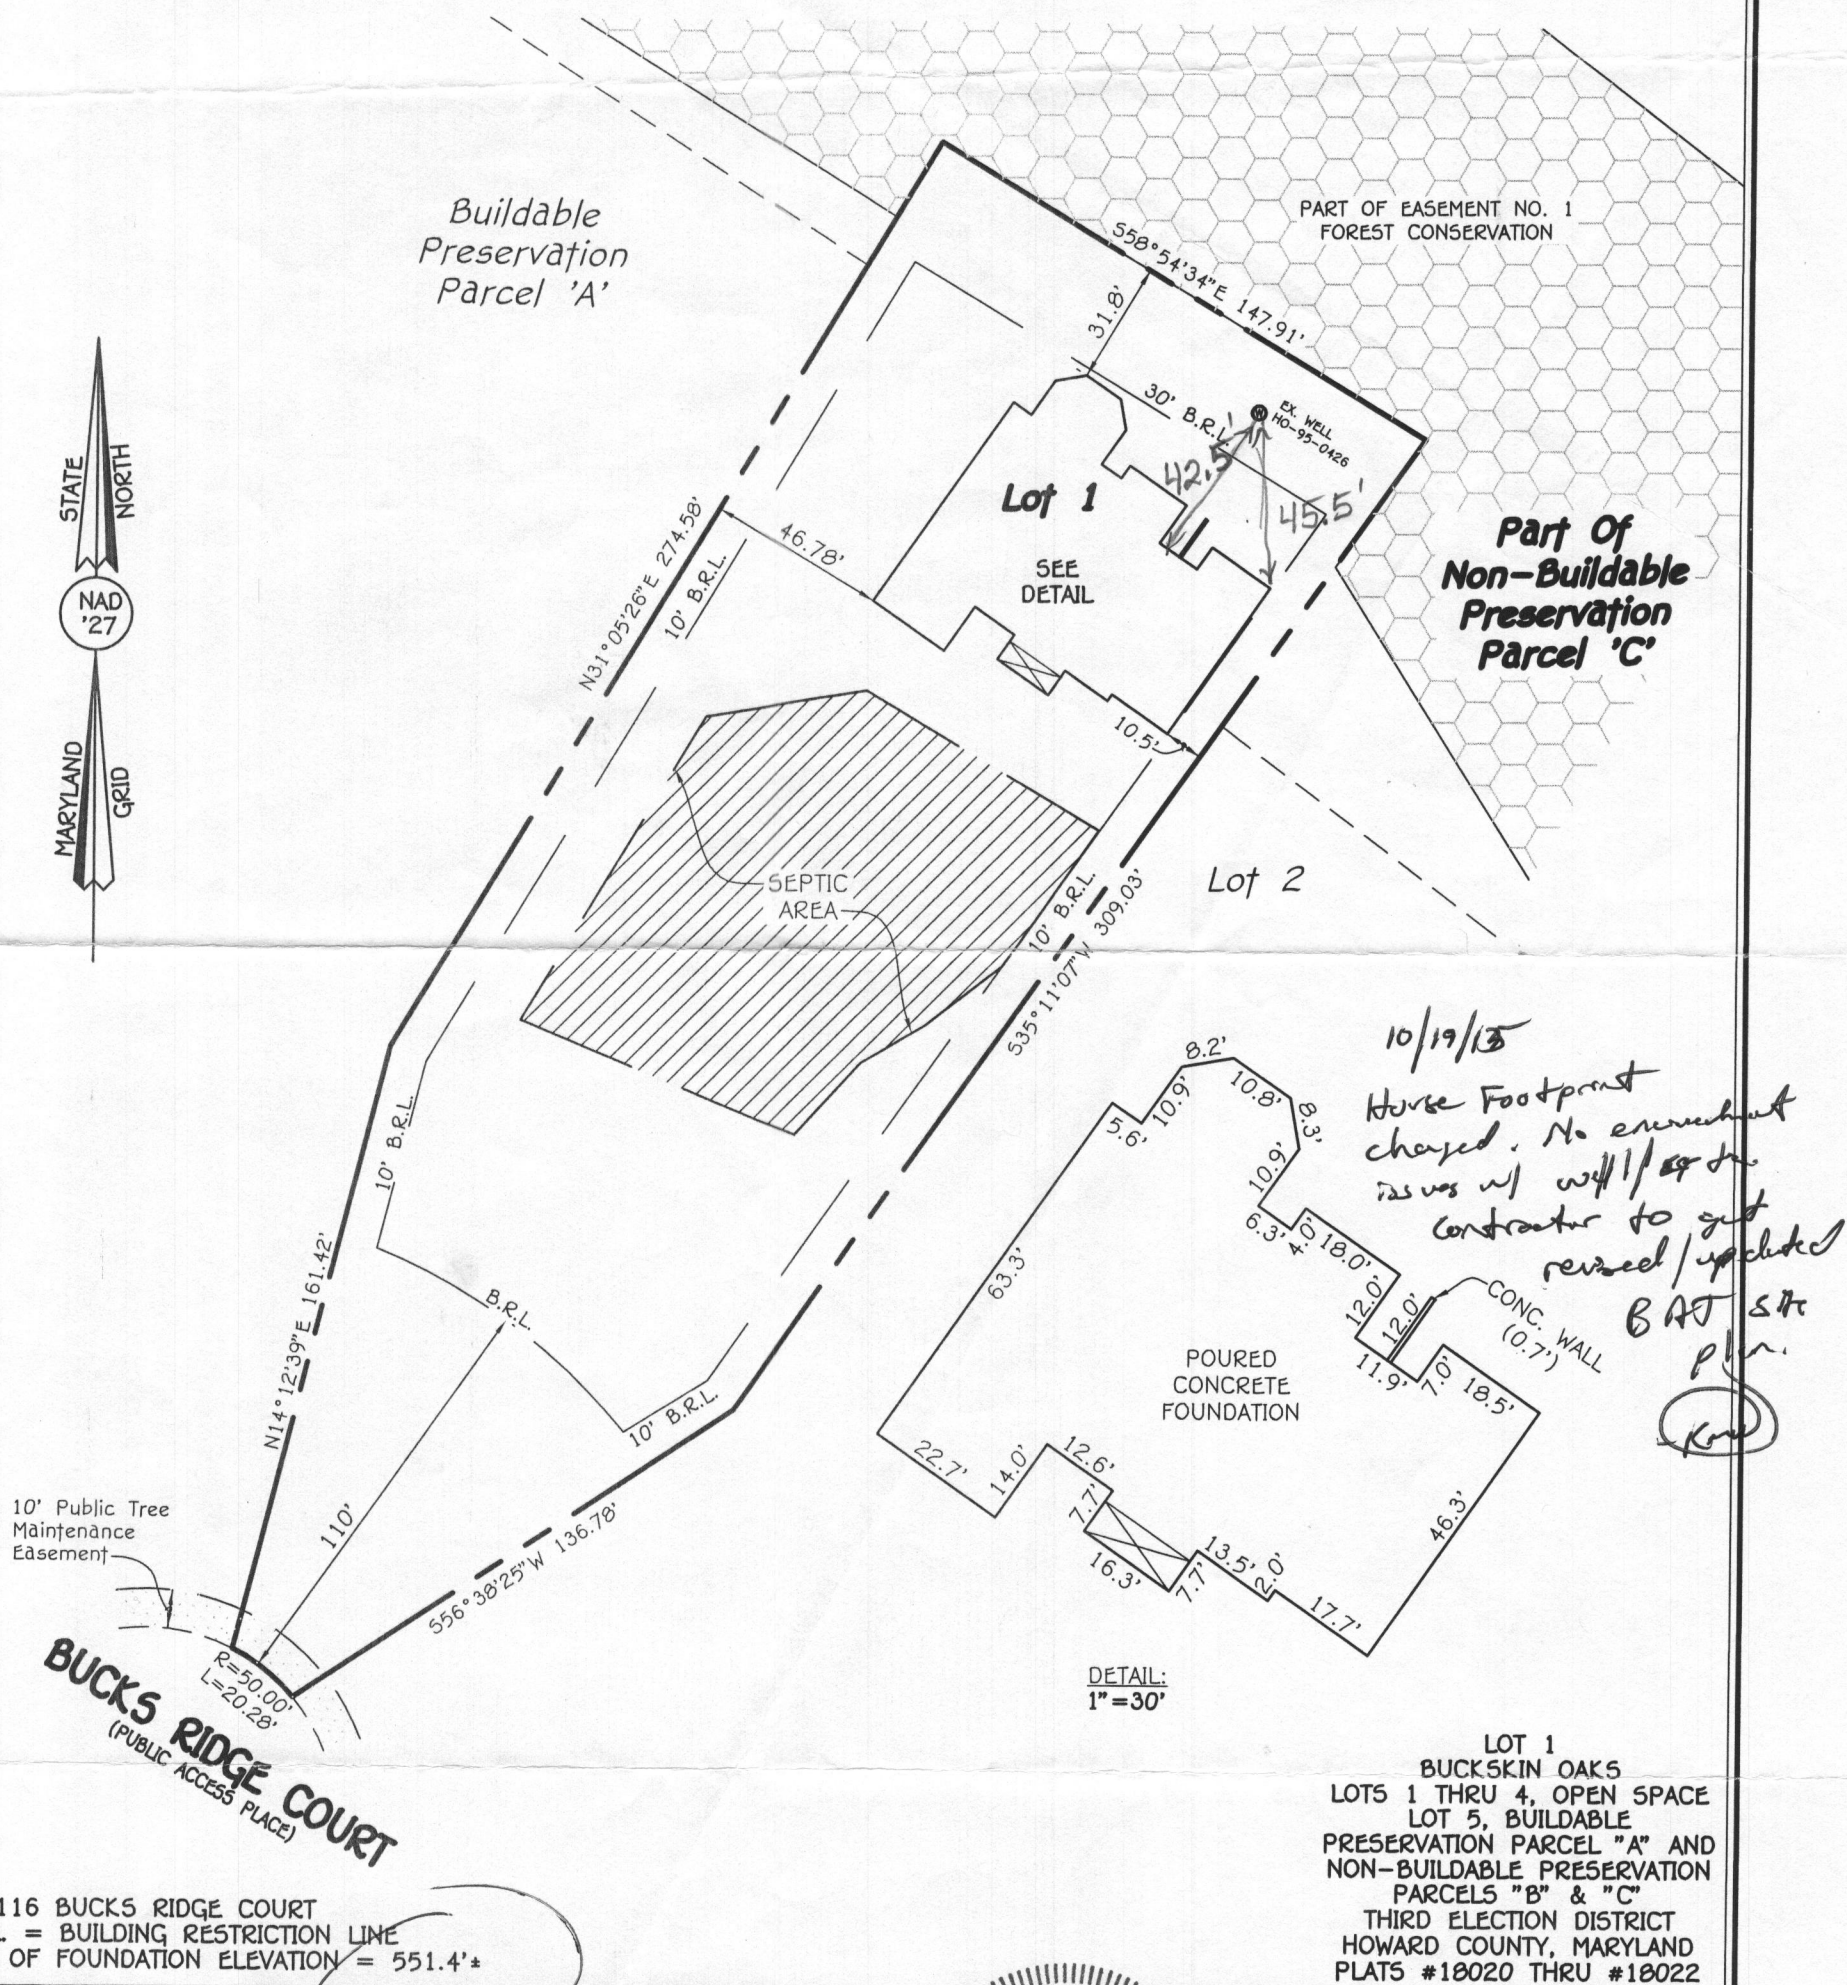 Buildable
Preservation
Parcel 'A'
PART OF EASEMENT NO. 1
FOREST CONSERVATION
S58°54'34"E 147.91'
31.8'
30' B.R.L.
EX. WELL
HO-95-0426
42.5'
45.5'
Lot 1
SEE
DETAIL
46.78'
N31°05'26"E 274.58'
10' B.R.L.
Part Of
Non-Buildable
Preservation
Parcel 'C'
STATE
NORTH
NAD
'27
MARYLAND
GRID
10.5'
SEPTIC
AREA
10' B.R.L.
S35°11'07"W 309.03'
Lot 2
10/19/15
House Footprint
changed. No encroachment
issues w/ well/
Contractor to get
revised/updated
BAT site
plan.
8.2'
10.9'
5.6'
10.8'
8.3'
10.9'
6.3'
4.0'
18.0'
12.0'
12.0'
CONC. WALL
(0.7')
11.9'
7.0'
18.5'
63.3'
POURED
CONCRETE
FOUNDATION
22.7'
14.0'
12.6'
7.7'
16.3'
7.7'
13.5'
2.0'
17.7'
46.3'
DETAIL:
1"=30'
10' B.R.L.
B.R.L.
10' B.R.L.
N14°12'39"E 161.42'
110'
S56°38'25"W 136.78'
10' Public Tree
Maintenance
Easement
R=50.00'
L=20.28'
BUCKS RIDGE COURT
(PUBLIC ACCESS PLACE)
LOT 1
BUCKSKIN OAKS
LOTS 1 THRU 4, OPEN SPACE
LOT 5, BUILDABLE
PRESERVATION PARCEL "A" AND
NON-BUILDABLE PRESERVATION
PARCELS "B" & "C"
THIRD ELECTION DISTRICT
HOWARD COUNTY, MARYLAND
PLATS #18020 THRU #18022
116 BUCKS RIDGE COURT
. = BUILDING RESTRICTION LINE
OF FOUNDATION ELEVATION = 551.4'±